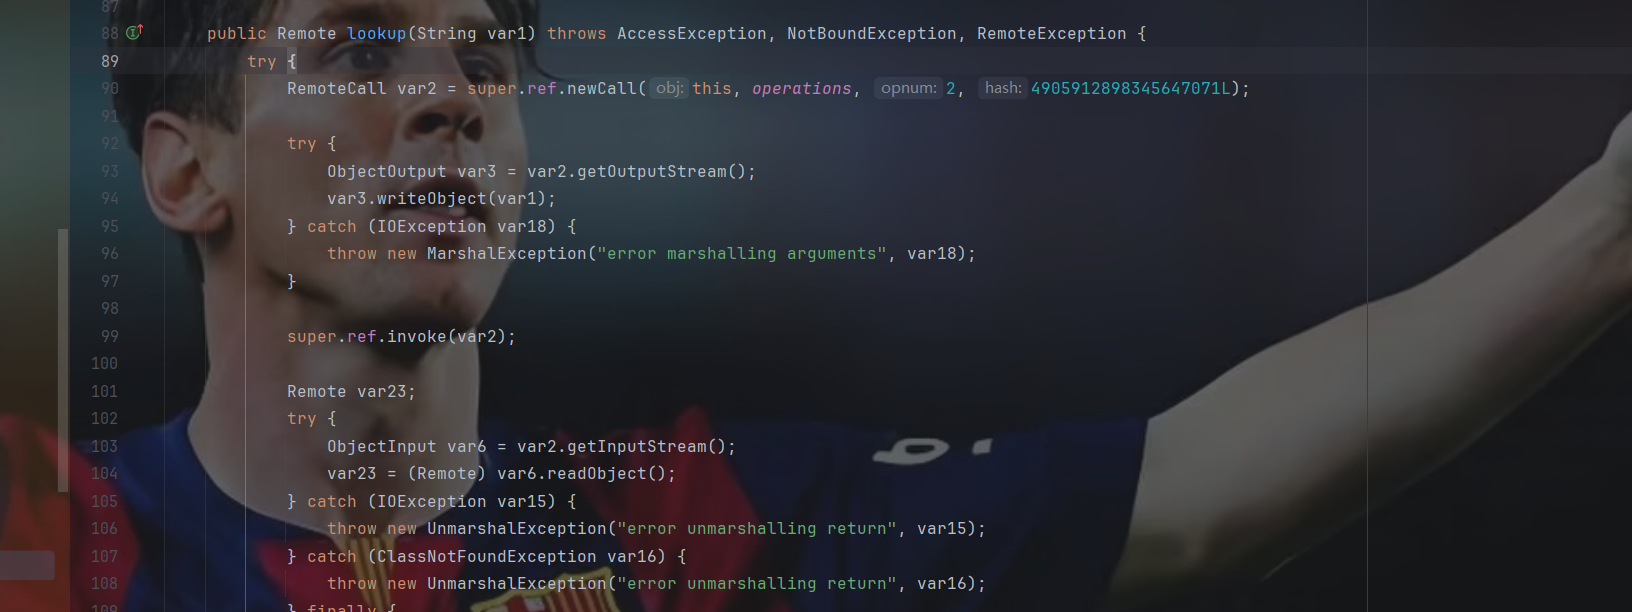 87
88 public Remote lookup(String var1) throws AccessException, NotBoundException, RemoteException {
89 try {
90 RemoteCall var2 = super.ref.newCall( obj: this, operations, opnum: 2, hash: 4905912898345647071L);
91
92 try {
93 ObjectOutput var3 = var2.getOutputStream();
94 var3.writeObject(var1);
95 } catch (IOException var18) {
96 throw new MarshalException("error marshalling arguments", var18);
97 }
98
99 super.ref.invoke(var2);
100
101 Remote var23;
102 try {
103 ObjectInput var6 = var2.getInputStream();
104 var23 = (Remote) var6.readObject();
105 } catch (IOException var15) {
106 throw new UnmarshalException("error unmarshalling return", var15);
107 } catch (ClassNotFoundException var16) {
108 throw new UnmarshalException("error unmarshalling return", var16);
109 } finally {